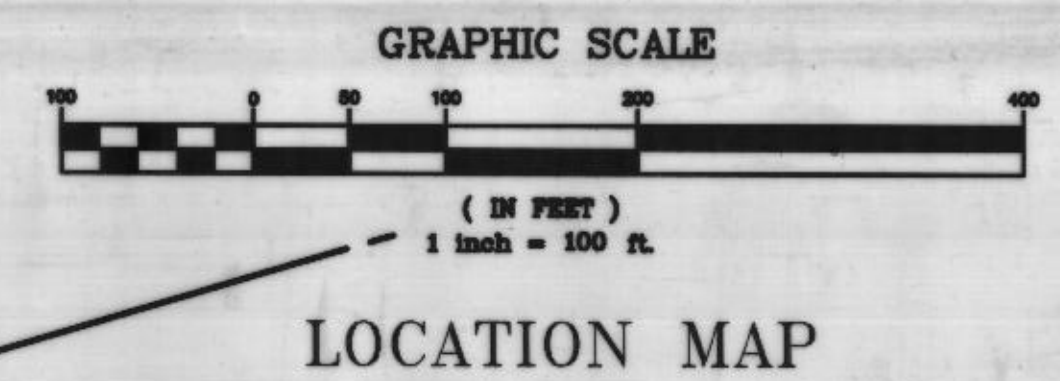 GRAPHIC SCALE
100 0 50 100 200 400
( IN FEET )
1 inch = 100 ft.
LOCATION MAP